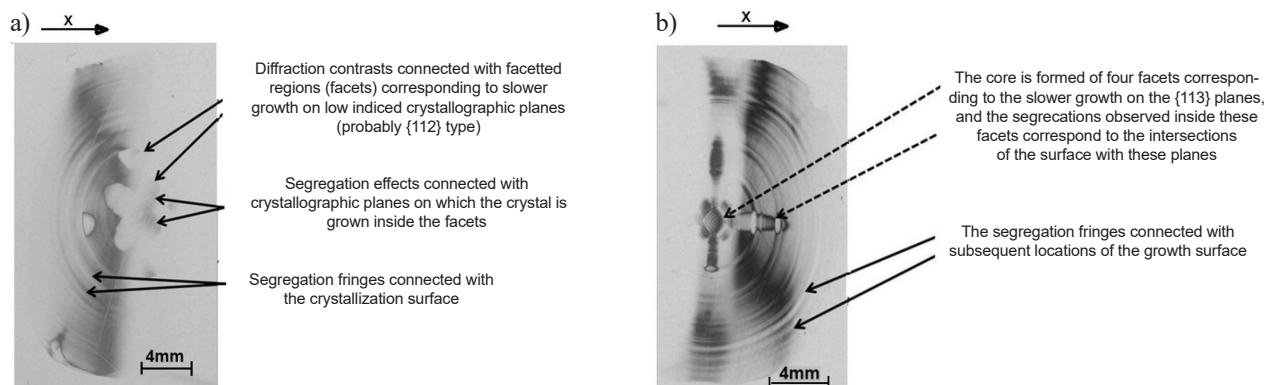 a)
X
Diffraction contrasts connected with facetted
regions (facets) corresponding to slower
growth on low indiced crystallographic planes
(probably {112} type)
Segregation effects connected with
crystallographic planes on which the crystal is
grown inside the facets
Segregation fringes connected with
the crystallization surface
4mm
b)
X
The core is formed of four facets correspon-
ding to the slower growth on the {113} planes,
and the segrecations observed inside these
facets correspond to the intersections
of the surface with these planes
The segregation fringes connected with
subsequent locations of the growth surface
4mm